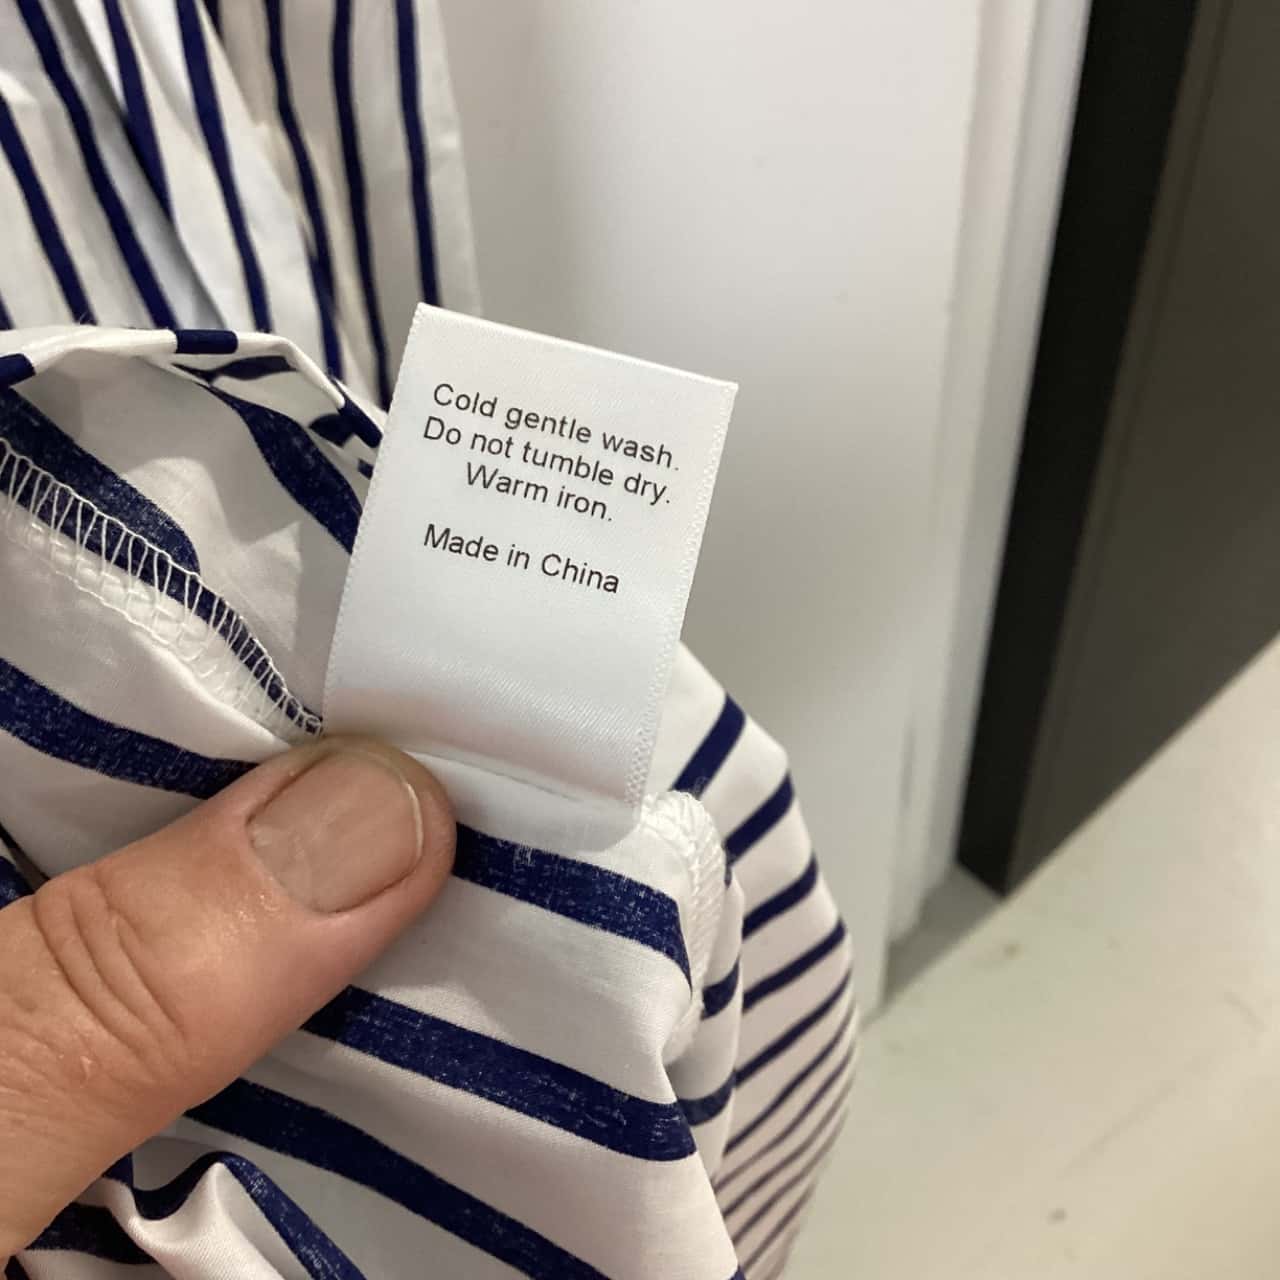 Cold gentle wash.
Do not tumble dry.
Warm iron.
Made in China